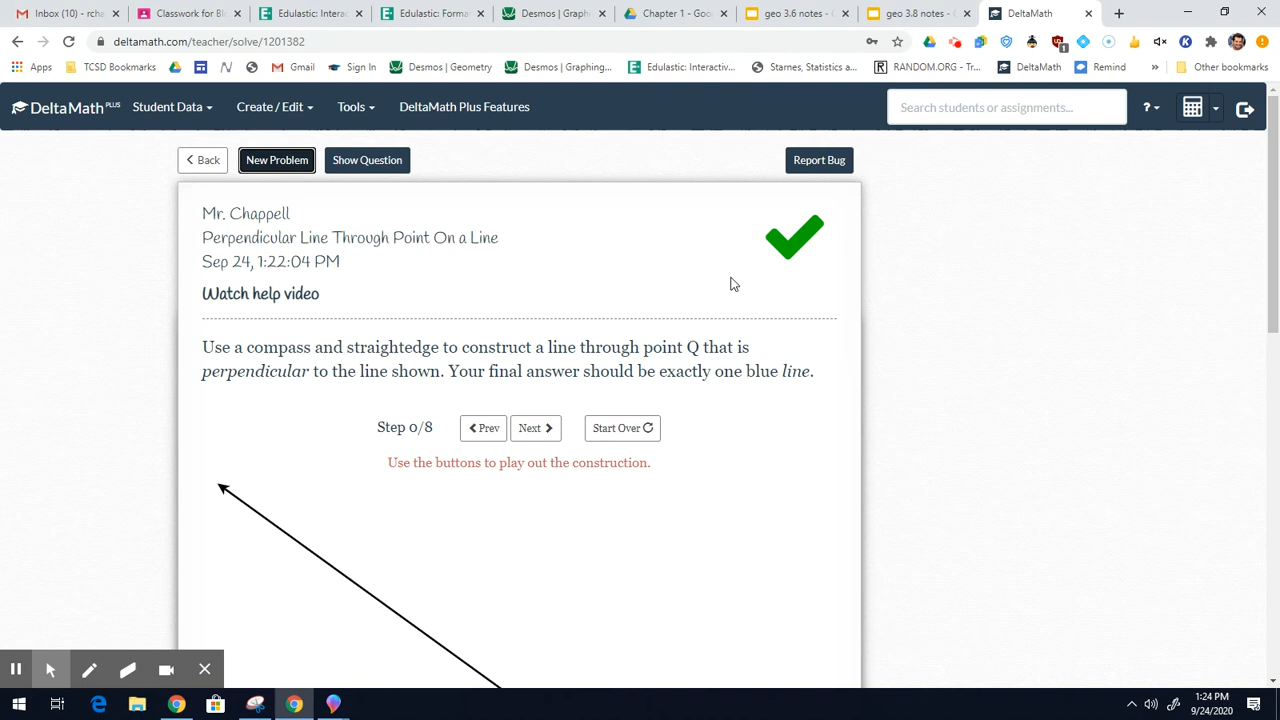 Inbox (10) - mcha
Classwork for Bl
Edulastic: Interac
Edulastic: Forma
Desmos | Graph
Chapter 1 - Goo
geo 3.6 notes - G
geo 3.8 notes - G
DeltaMath
deltamath.com/teacher/solve/1201382
Apps
TCSD Bookmarks
Gmail
Sign In
Desmos | Geometry
Desmos | Graphing...
Edulastic: Interactiv...
Starnes, Statistics a...
RANDOM.ORG - Tr...
DeltaMath
Remind
»
Other bookmarks
DeltaMath PLUS
Student Data
Create / Edit
Tools
DeltaMath Plus Features
Search students or assignments...
?
Back
New Problem
Show Question
Report Bug
Mr. Chappell
Perpendicular Line Through Point On a Line
Sep 24, 1:22:04 PM
Watch help video
Use a compass and straightedge to construct a line through point Q that is
perpendicular to the line shown. Your final answer should be exactly one blue line.
Step 0/8
Prev
Next
Start Over
Use the buttons to play out the construction.
1:24 PM
9/24/2020